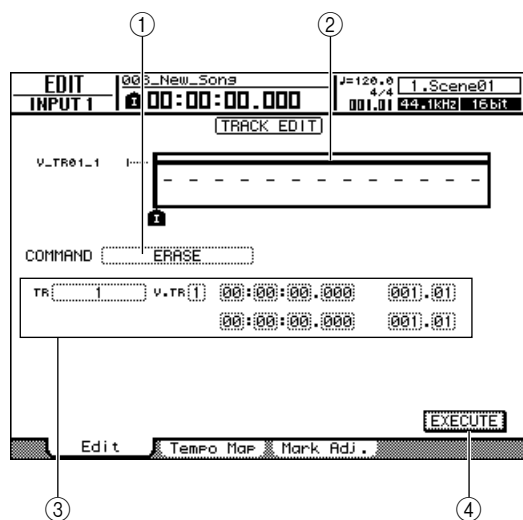 ① ②
EDIT 003_New_Song J=120.0 1.Scene01
4/4
INPUT 1 I 00:00:00.000 001.01 44.1kHz 16bit
TRACK EDIT
V_TR01_1
I
COMMAND ERASE
TR 1 V.TR 1 00:00:00.000 001.01
00:00:00.000 001.01
EXECUTE
Edit Tempo Map Mark Adj.
③ ④